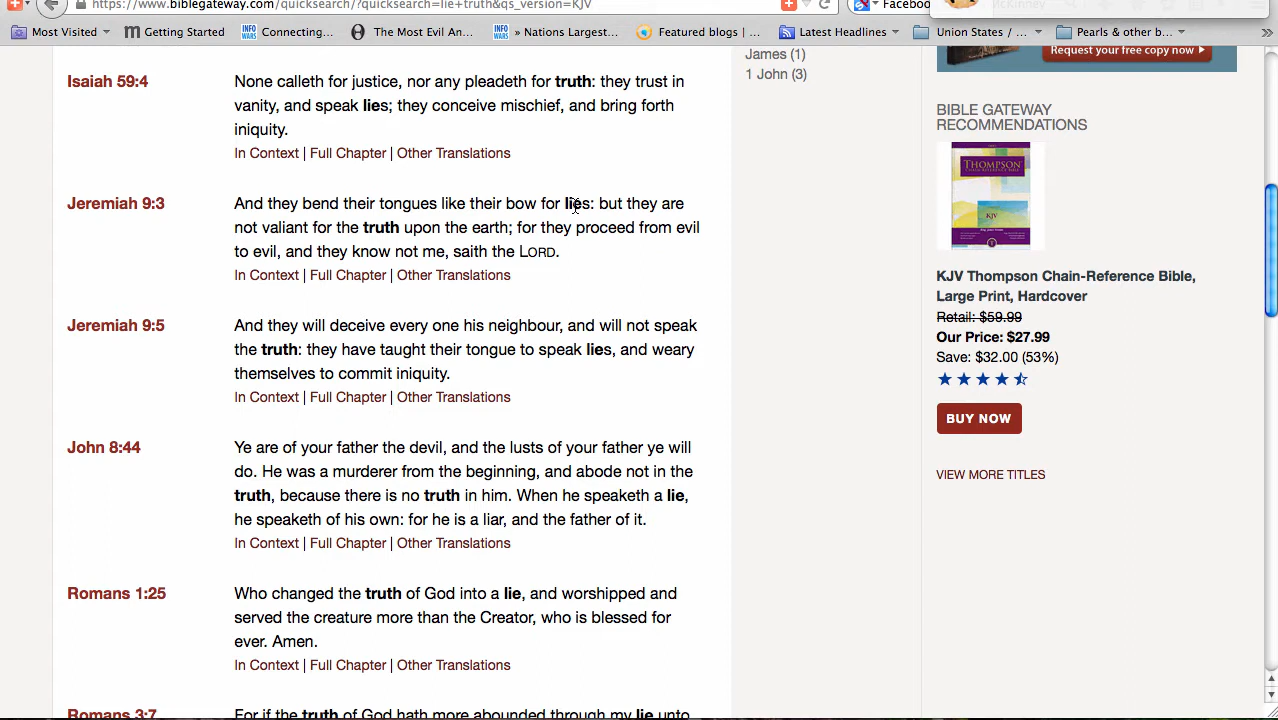 https://www.biblegateway.com/quicksearch/?quicksearch=lie+truth&qs_version=KJV
Most Visited
Getting Started
Connecting...
The Most Evil An...
» Nations Largest...
Featured blogs | ...
Latest Headlines
Union States / ...
Pearls & other b...
»
James (1)
1 John (3)
Request your free copy now
Isaiah 59:4
None calleth for justice, nor any pleadeth for truth: they trust in
vanity, and speak lies; they conceive mischief, and bring forth
iniquity.
In Context | Full Chapter | Other Translations
Jeremiah 9:3
And they bend their tongues like their bow for lies: but they are
not valiant for the truth upon the earth; for they proceed from evil
to evil, and they know not me, saith the LORD.
In Context | Full Chapter | Other Translations
Jeremiah 9:5
And they will deceive every one his neighbour, and will not speak
the truth: they have taught their tongue to speak lies, and weary
themselves to commit iniquity.
In Context | Full Chapter | Other Translations
John 8:44
Ye are of your father the devil, and the lusts of your father ye will
do. He was a murderer from the beginning, and abode not in the
truth, because there is no truth in him. When he speaketh a lie,
he speaketh of his own: for he is a liar, and the father of it.
In Context | Full Chapter | Other Translations
Romans 1:25
Who changed the truth of God into a lie, and worshipped and
served the creature more than the Creator, who is blessed for
ever. Amen.
In Context | Full Chapter | Other Translations
Romans 3:7
For if the truth of God hath more abounded through my lie unto
BIBLE GATEWAY
RECOMMENDATIONS
THOMPSON
KJV
KJV Thompson Chain-Reference Bible,
Large Print, Hardcover
Retail: $59.99
Our Price: $27.99
Save: $32.00 (53%)
BUY NOW
VIEW MORE TITLES